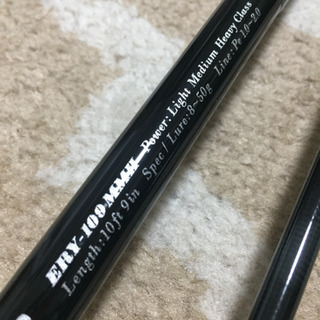 ERY-109MMH Power:Light Medium Heavy Class
Length:10ft 9in Spec / Lure:8~50g Line:Pe 1.0~2.0